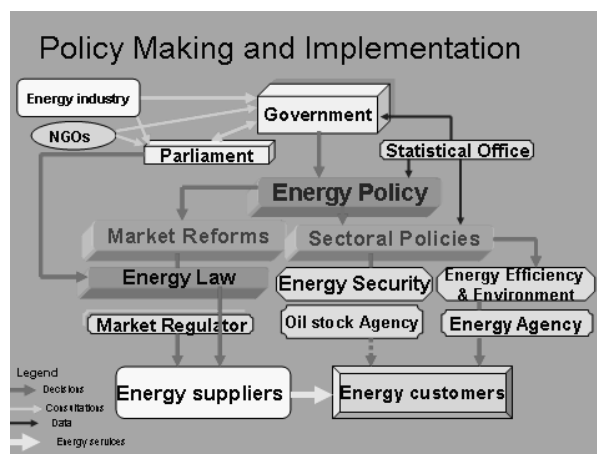 Policy Making and Implementation
Energy industry
Government
NGOs
Parliament
Statistical Office
Energy Policy
Market Reforms
Sectoral Policies
Energy Law
Energy Security
Energy Efficiency
& Environment
Market Regulator
Oil stock Agency
Energy Agency
Energy suppliers
Energy customers
Legend
Decisions
Consultations
Data
Energy services